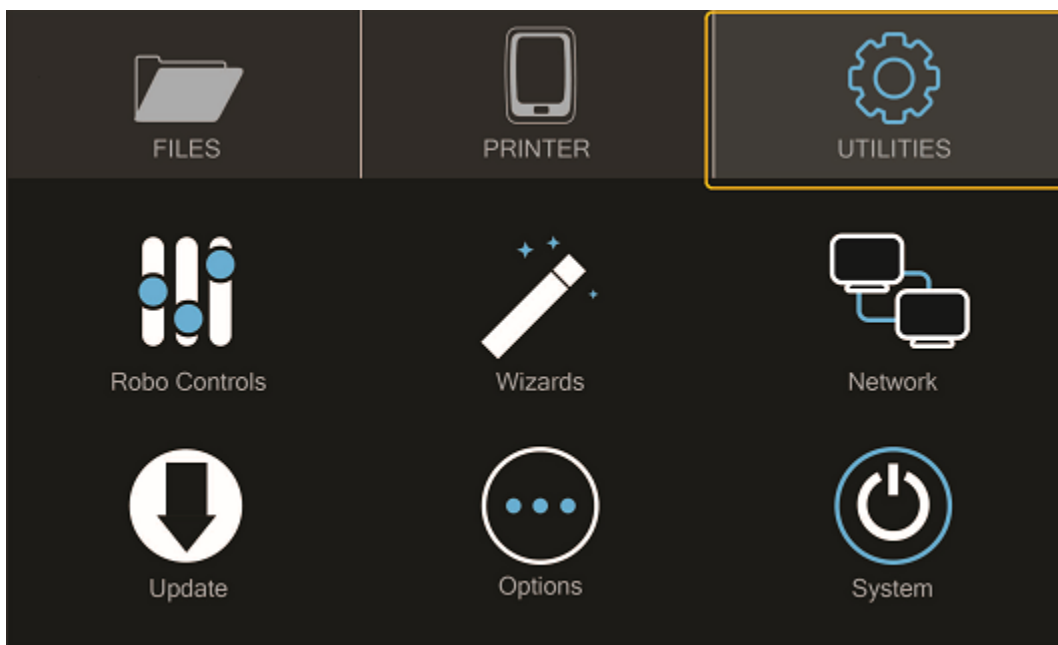 FILES
PRINTER
UTILITIES
Robo Controls
Wizards
Network
Update
Options
System